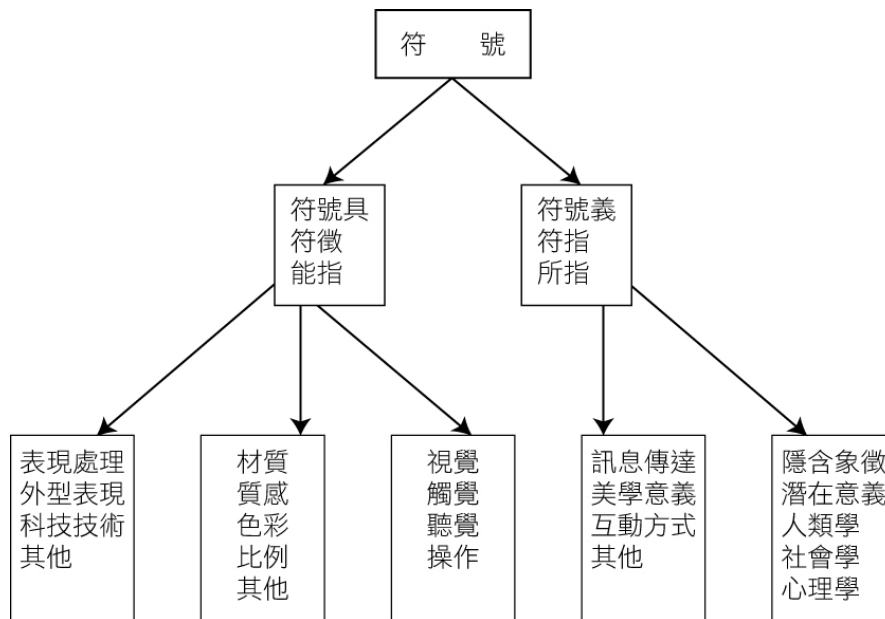 符　　號
符號具
符徵
能指
符號義
符指
所指
表現處理
外型表現
科技技術
其他
材質
質感
色彩
比例
其他
視覺
觸覺
聽覺
操作
訊息傳達
美學意義
互動方式
其他
隱含象徵
潛在意義
人類學
社會學
心理學